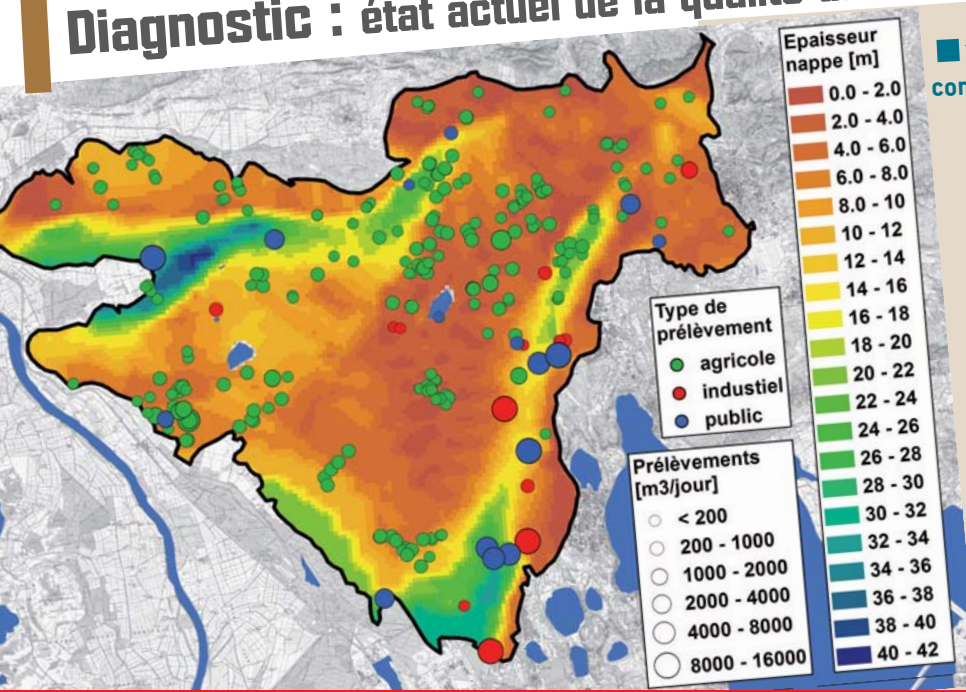 Diagnostic : état actuel de la qualité
Epaisseur
nappe [m]
0.0 - 2.0
2.0 - 4.0
4.0 - 6.0
6.0 - 8.0
8.0 - 10
10 - 12
12 - 14
14 - 16
16 - 18
18 - 20
20 - 22
22 - 24
24 - 26
26 - 28
28 - 30
30 - 32
32 - 34
34 - 36
36 - 38
38 - 40
40 - 42
Type de
prélèvement
agricole
industiel
public
Prélèvements
[m3/jour]
< 200
200 - 1000
1000 - 2000
2000 - 4000
4000 - 8000
8000 - 16000